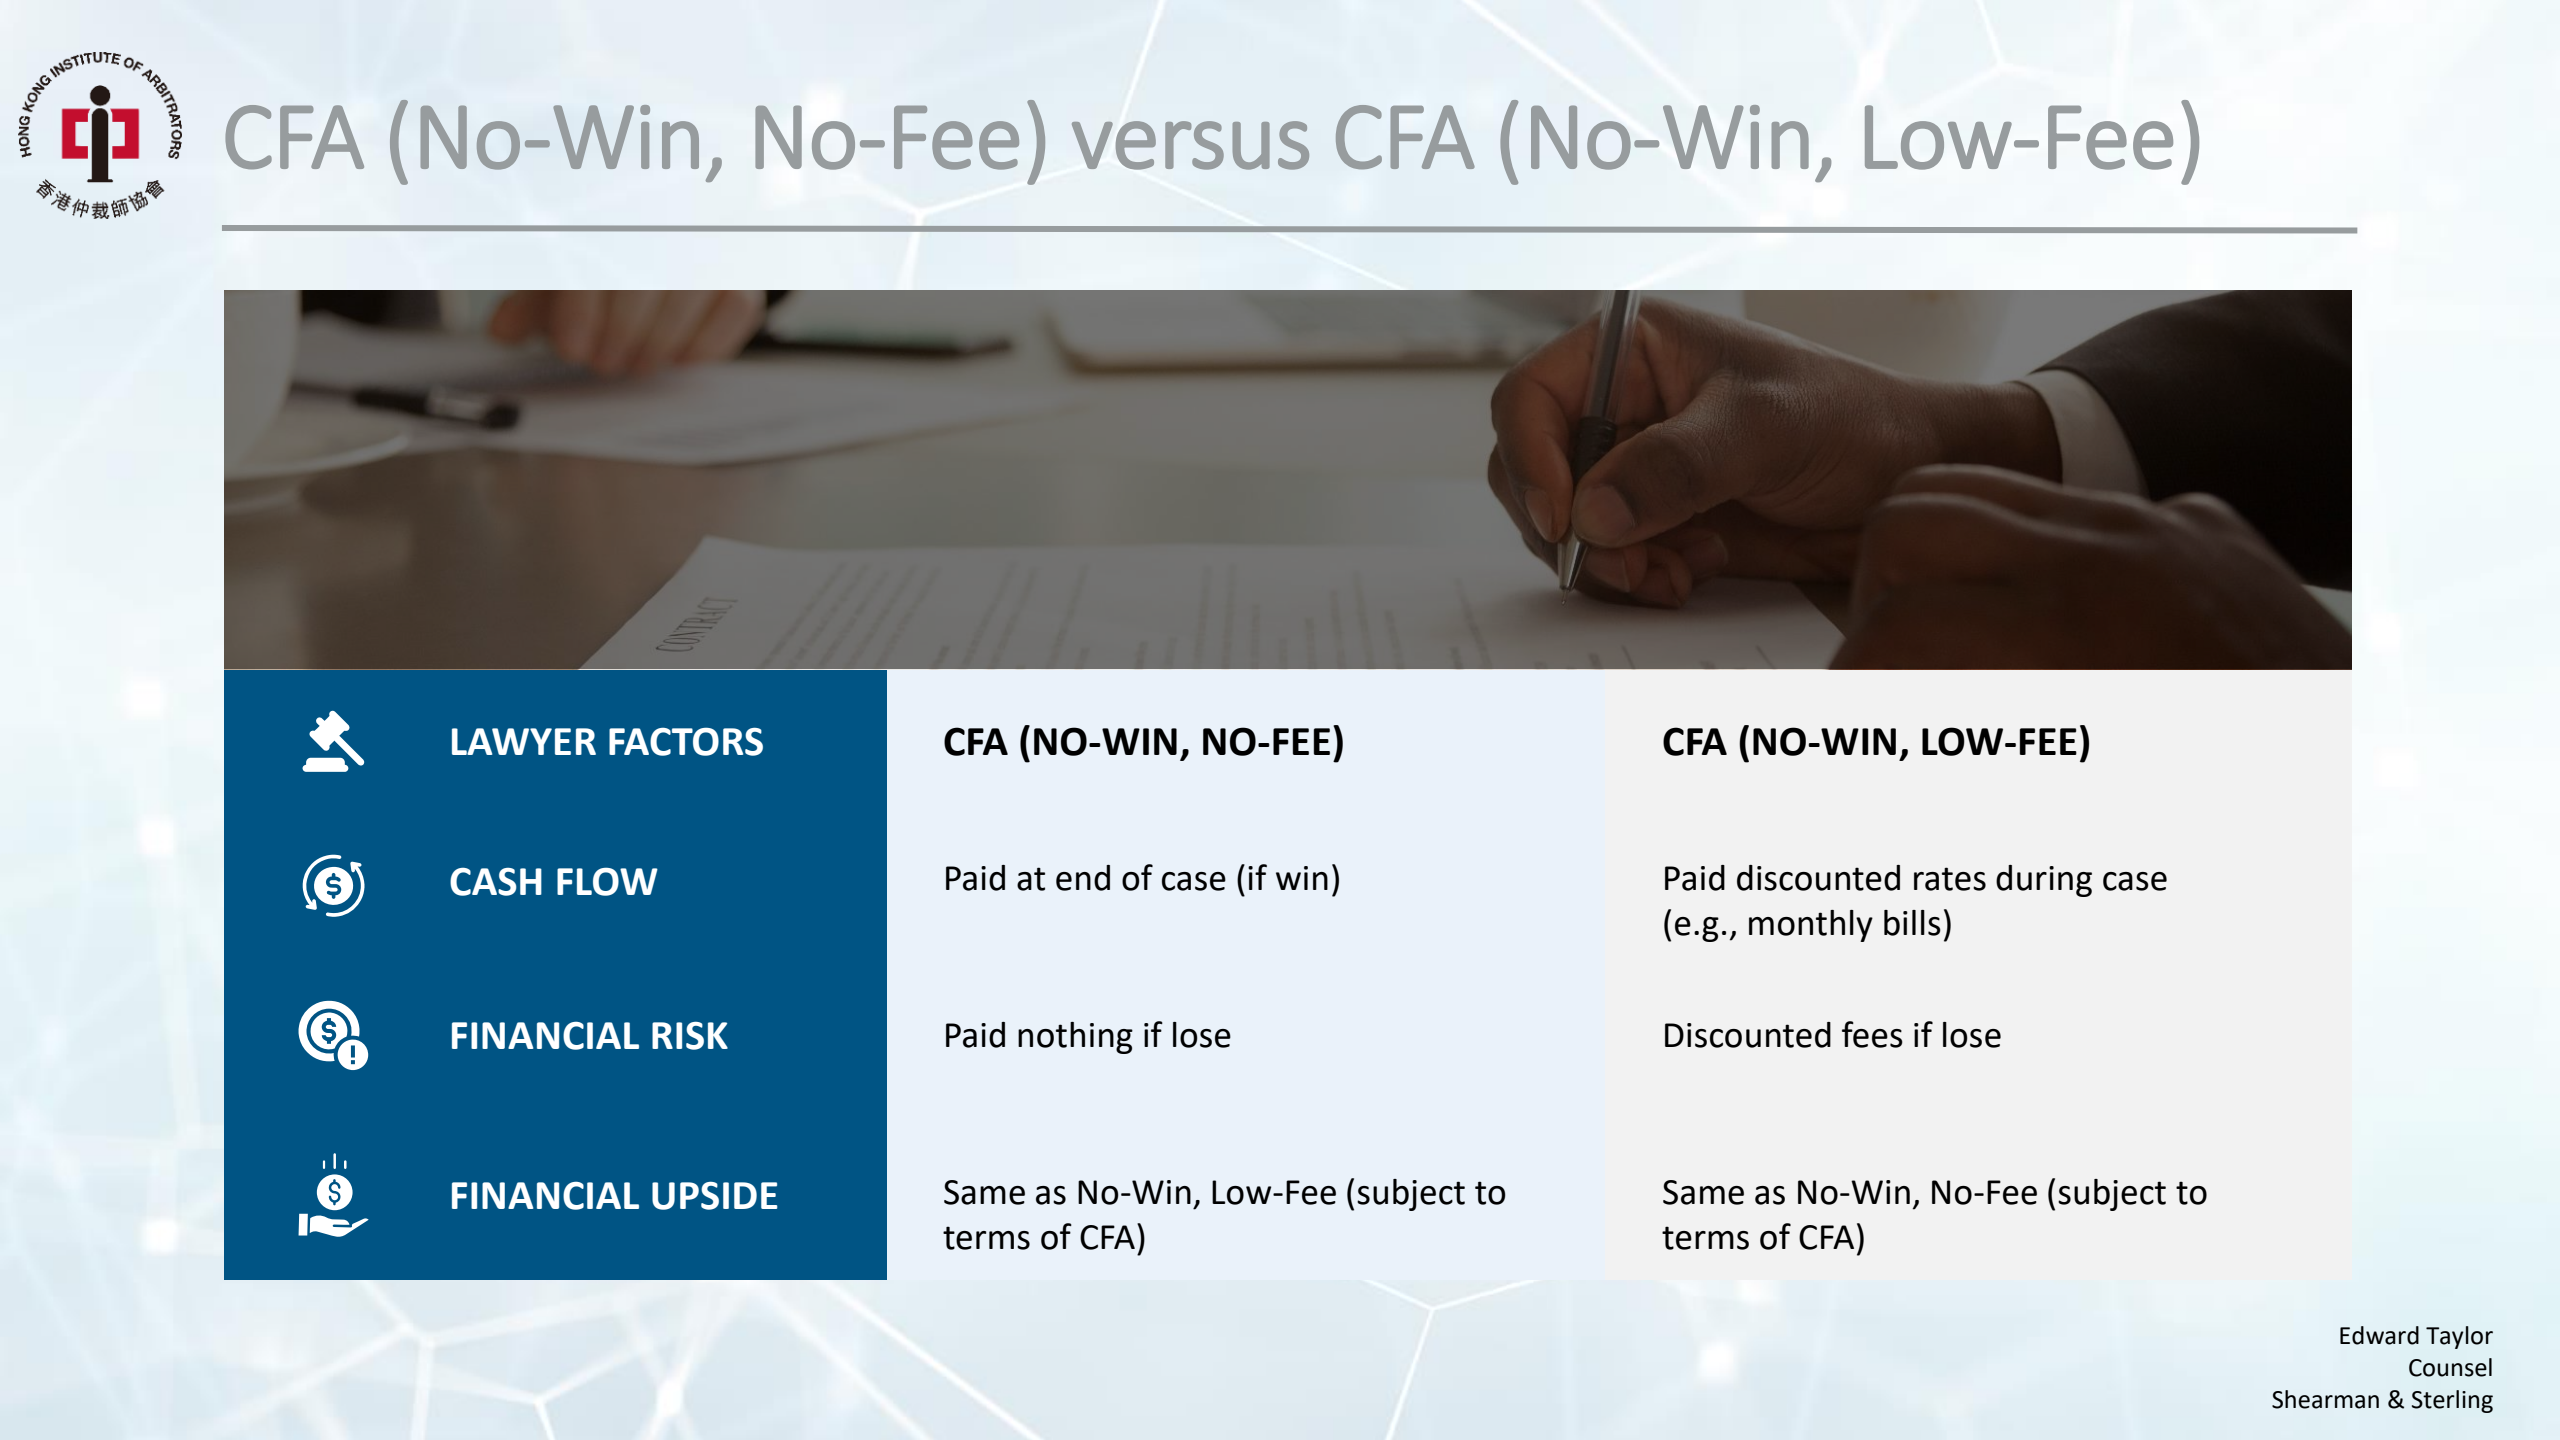 HONG KONG INSTITUTE OF ARBITRATORS
香港仲裁師協會
CFA (No-Win, No-Fee) versus CFA (No-Win, Low-Fee)
CONTRACT
LAWYER FACTORS
CFA (NO-WIN, NO-FEE)
CFA (NO-WIN, LOW-FEE)
CASH FLOW
Paid at end of case (if win)
Paid discounted rates during case
(e.g., monthly bills)
FINANCIAL RISK
Paid nothing if lose
Discounted fees if lose
FINANCIAL UPSIDE
Same as No-Win, Low-Fee (subject to
terms of CFA)
Same as No-Win, No-Fee (subject to
terms of CFA)
Edward Taylor
Counsel
Shearman & Sterling